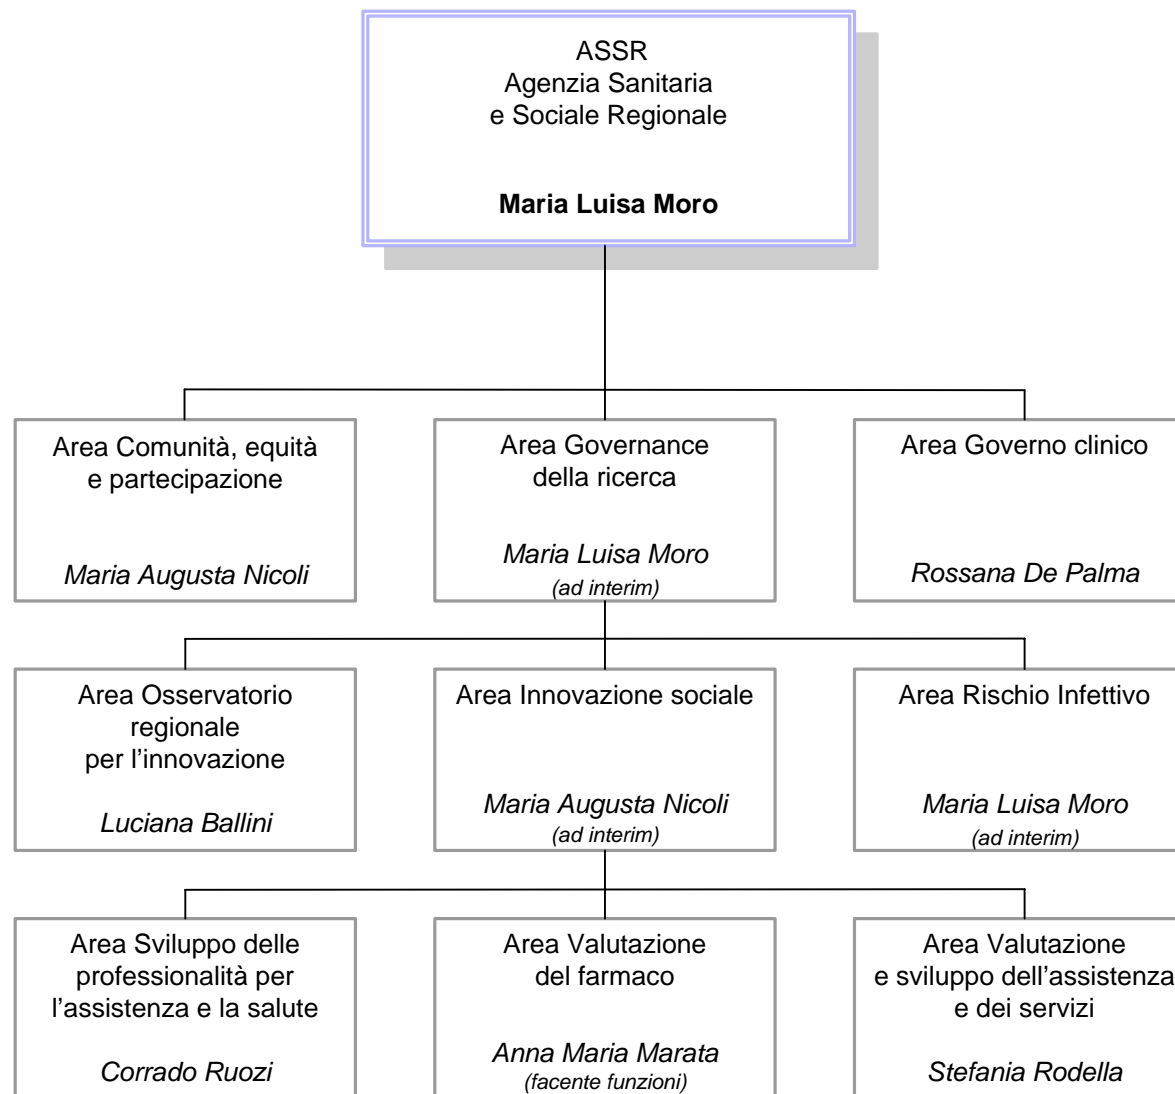 ASSR
Agenzia Sanitaria
e Sociale Regionale
Maria Luisa Moro
Area Comunità, equità
e partecipazione
Maria Augusta Nicoli
Area Governance
della ricerca
Maria Luisa Moro
(ad interim)
Area Governo clinico
Rossana De Palma
Area Osservatorio
regionale
per l’innovazione
Luciana Ballini
Area Innovazione sociale
Maria Augusta Nicoli
(ad interim)
Area Rischio Infettivo
Maria Luisa Moro
(ad interim)
Area Sviluppo delle
professionalità per
l’assistenza e la salute
Corrado Ruozi
Area Valutazione
del farmaco
Anna Maria Marata
(facente funzioni)
Area Valutazione
e sviluppo dell’assistenza
e dei servizi
Stefania Rodella